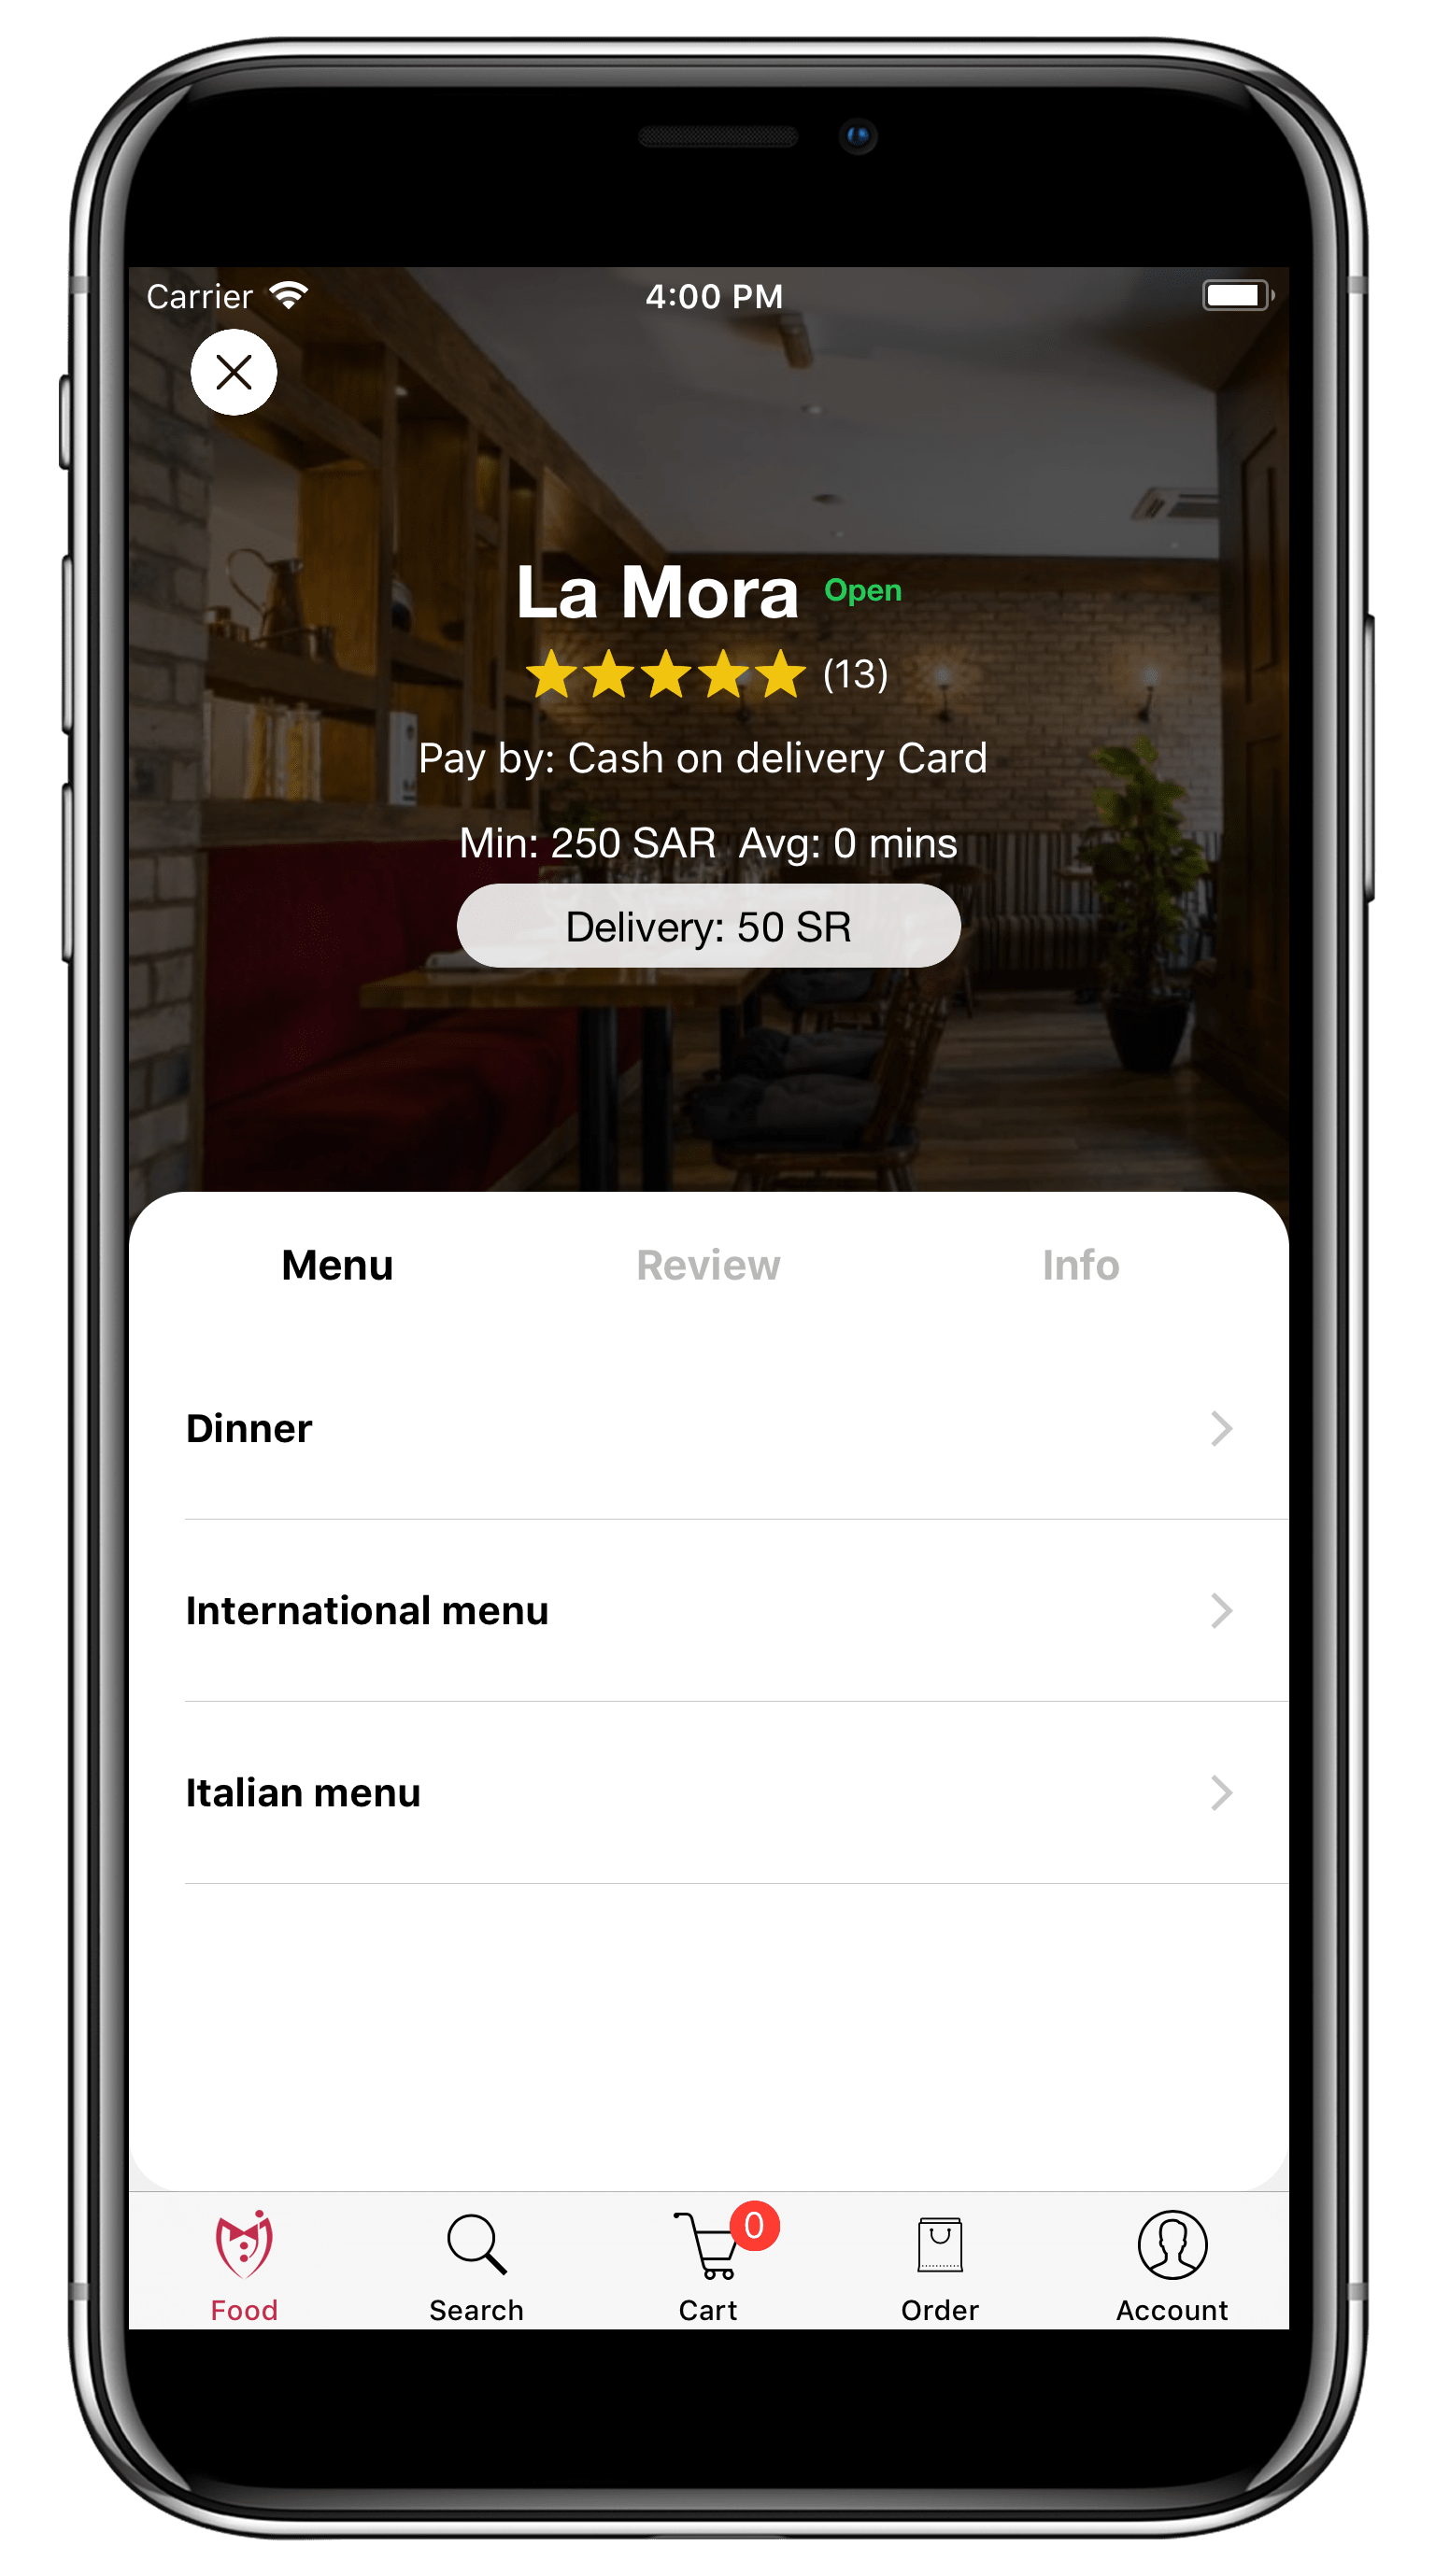 Carrier 4:00 PM
La Mora Open
(13)
Pay by: Cash on delivery Card
Min: 250 SAR Avg: 0 mins
Delivery: 50 SR
Menu Review Info
Dinner
International menu
Italian menu
0
Food Search Cart Order Account